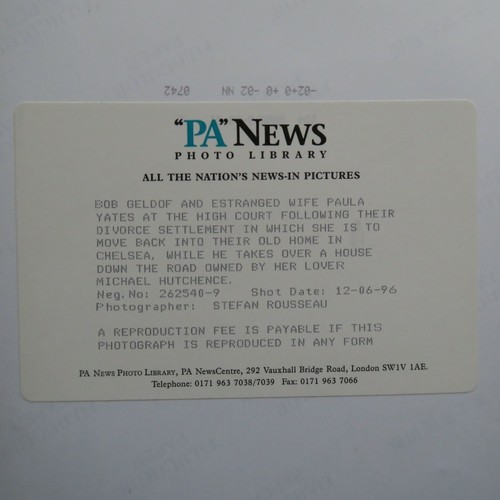 "PA" NEWS
PHOTO LIBRARY
ALL THE NATION'S NEWS-IN PICTURES
BOB GELDOF AND ESTRANGED WIFE PAULA
YATES AT THE HIGH COURT FOLLOWING THEIR
DIVORCE SETTLEMENT IN WHICH SHE IS TO
MOVE BACK INTO THEIR OLD HOME IN
CHELSEA, WHILE HE TAKES OVER A HOUSE
DOWN THE ROAD OWNED BY HER LOVER
MICHAEL HUTCHENCE.
Neg.No: 262540-9 Shot Date: 12-06-96
Photographer: STEFAN ROUSSEAU
A REPRODUCTION FEE IS PAYABLE IF THIS
PHOTOGRAPH IS REPRODUCED IN ANY FORM
PA NEWS PHOTO LIBRARY, PA NEWSCENTRE, 292 Vauxhall Bridge Road, London SW1V 1AE.
Telephone: 0171 963 7038/7039 Fax: 0171 963 7066